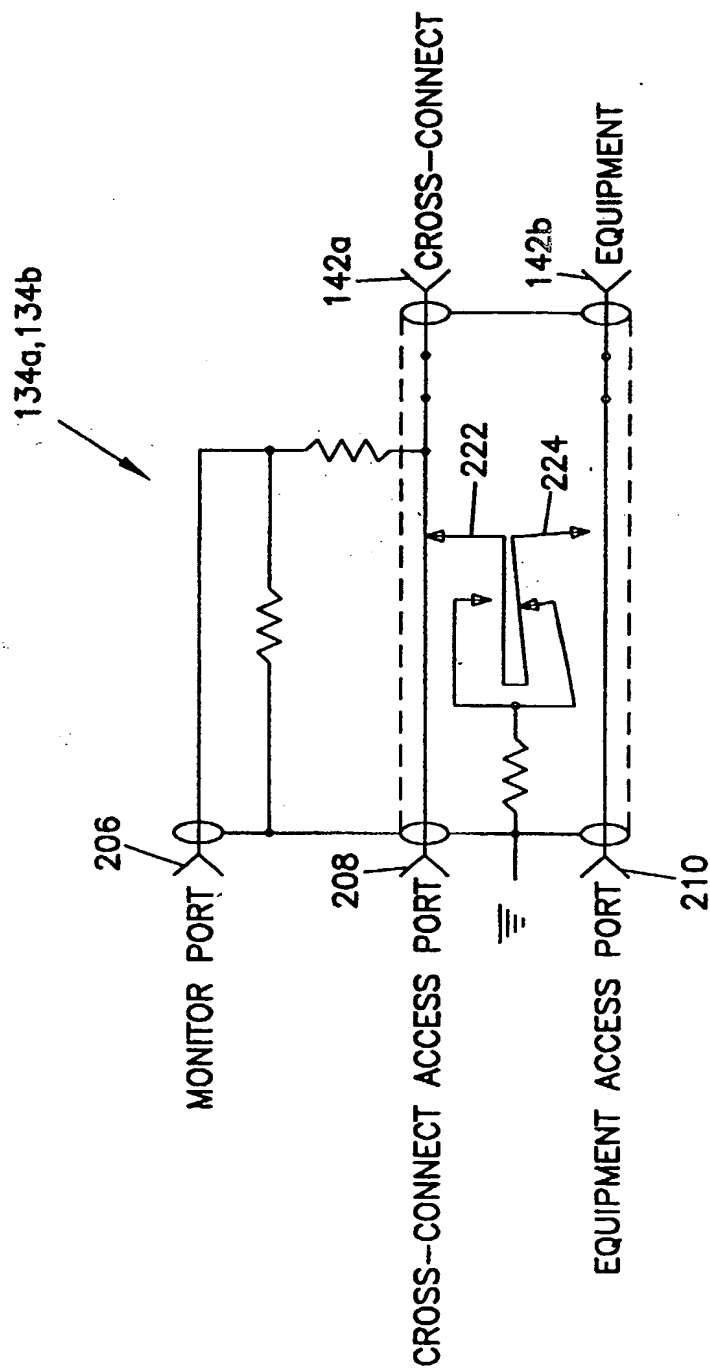 134a,134b
206
MONITOR PORT
142a
CROSS-CONNECT
208
CROSS-CONNECT ACCESS PORT
222
224
142b
EQUIPMENT
EQUIPMENT ACCESS PORT
210